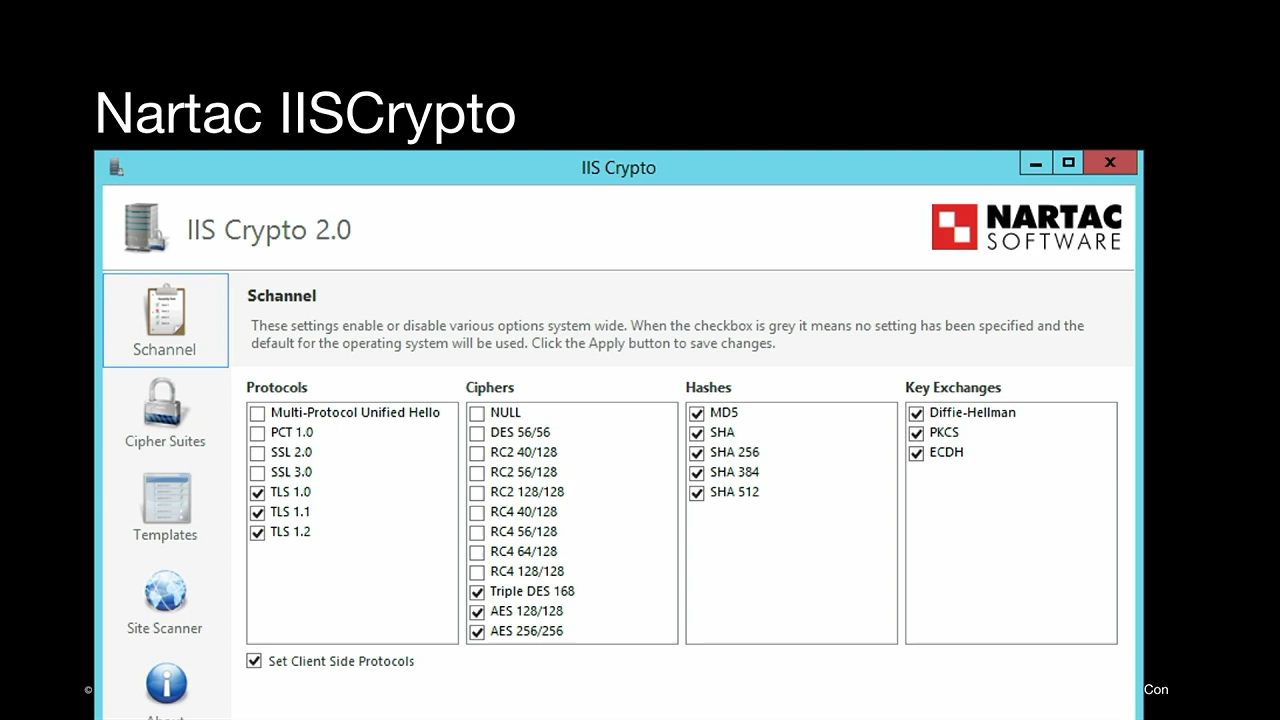 Nartac IISCrypto
IIS Crypto
IIS Crypto 2.0
NARTAC
SOFTWARE
Schannel
Cipher Suites
Templates
Site Scanner
About
Schannel
These settings enable or disable various options system wide. When the checkbox is grey it means no setting has been specified and the
default for the operating system will be used. Click the Apply button to save changes.
Protocols
Multi-Protocol Unified Hello
PCT 1.0
SSL 2.0
SSL 3.0
TLS 1.0
TLS 1.1
TLS 1.2
Ciphers
NULL
DES 56/56
RC2 40/128
RC2 56/128
RC2 128/128
RC4 40/128
RC4 56/128
RC4 64/128
RC4 128/128
Triple DES 168
AES 128/128
AES 256/256
Hashes
MD5
SHA
SHA 256
SHA 384
SHA 512
Key Exchanges
Diffie-Hellman
PKCS
ECDH
Set Client Side Protocols
©
Con